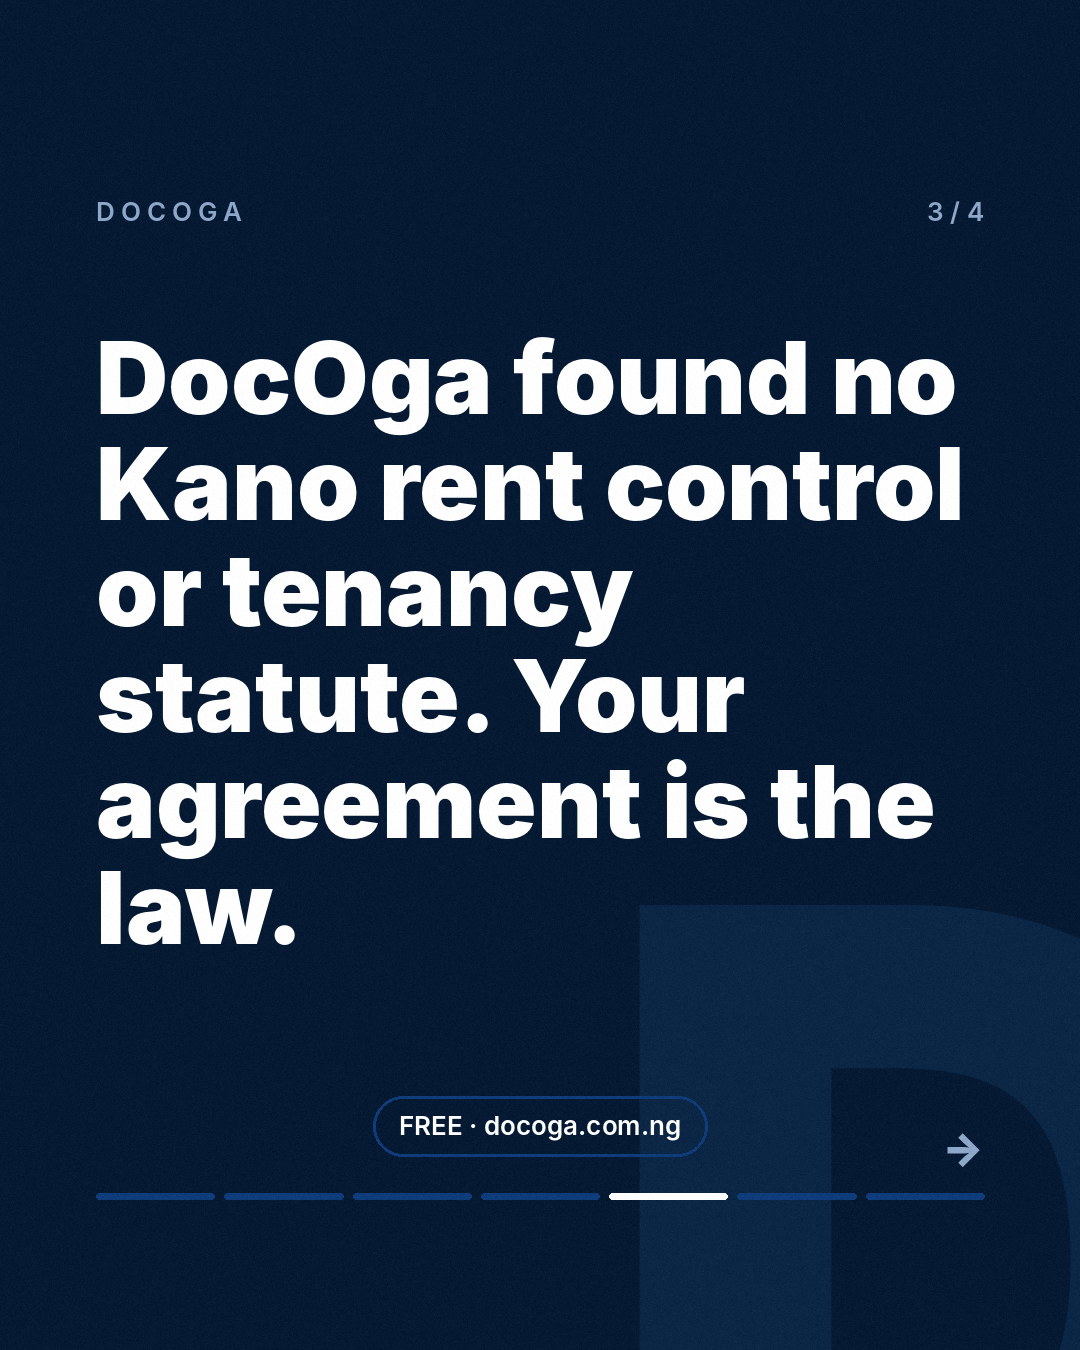 DOCOGA
3 / 4
DocOga found no
Kano rent control
or tenancy
statute. Your
agreement is the
law.
FREE · docoga.com.ng
→